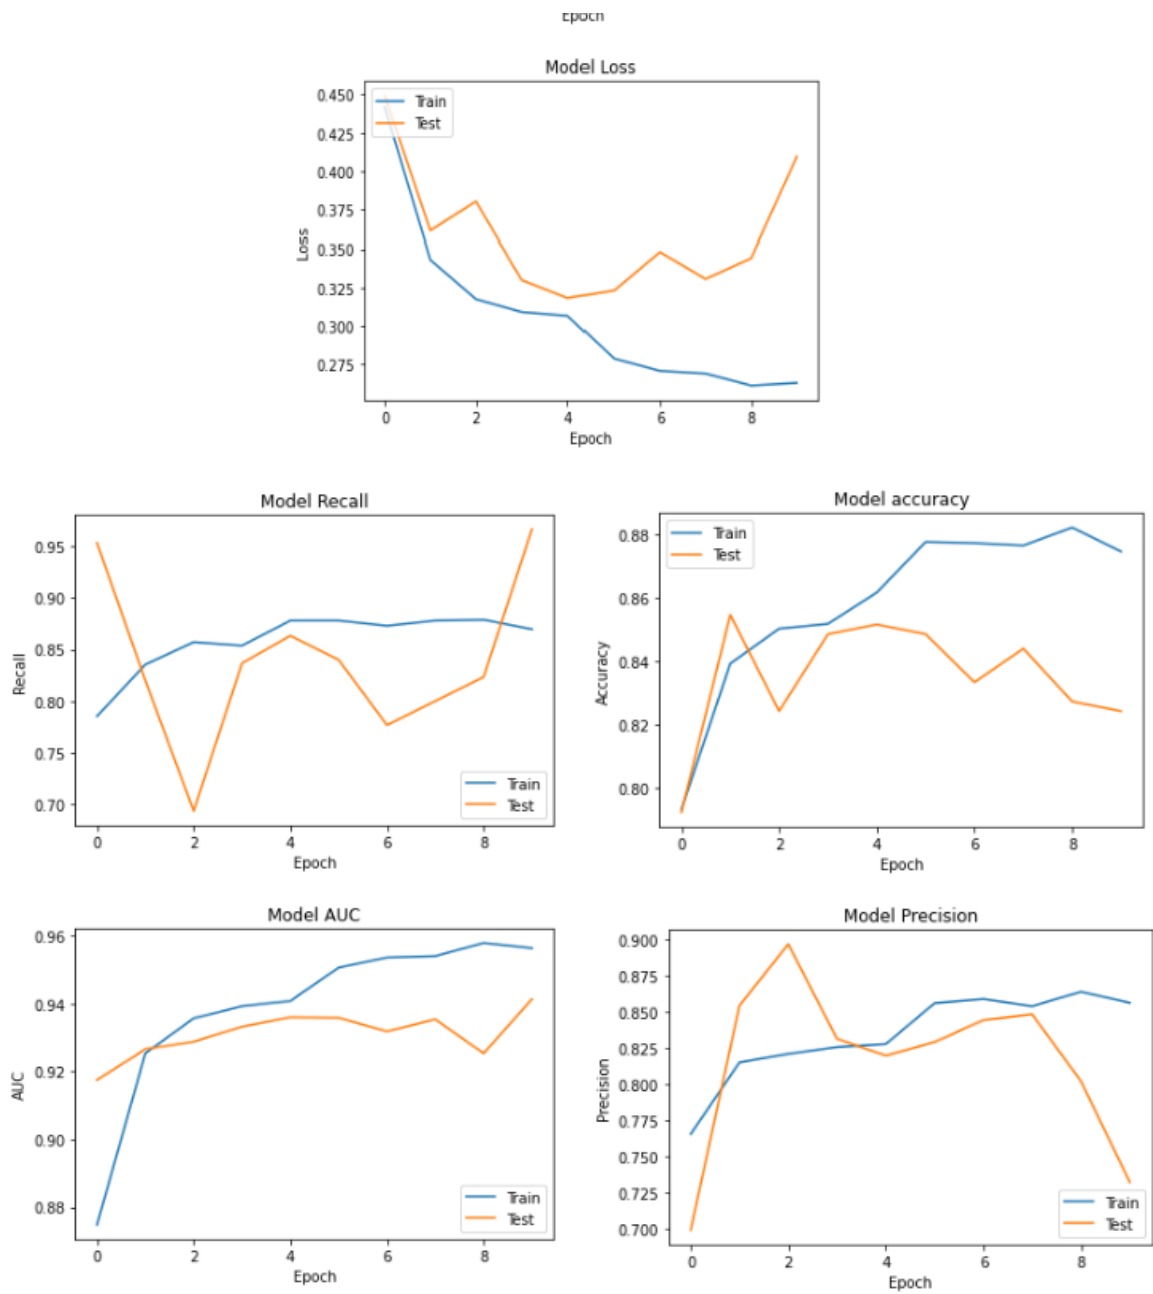 Epoch
Model Loss
Train
Test
0.450
0.425
0.400
0.375
0.350
0.325
0.300
0.275
Loss
0 2 4 6 8
Epoch
Model Recall
0.95
0.90
0.85
0.80
0.75
0.70
Recall
Train
Test
0 2 4 6 8
Epoch
Model accuracy
Train
Test
0.88
0.86
0.84
0.82
0.80
Accuracy
0 2 4 6 8
Epoch
Model AUC
0.96
0.94
0.92
0.90
0.88
AUC
Train
Test
0 2 4 6 8
Epoch
Model Precision
0.900
0.875
0.850
0.825
0.800
0.775
0.750
0.725
0.700
Precision
Train
Test
0 2 4 6 8
Epoch